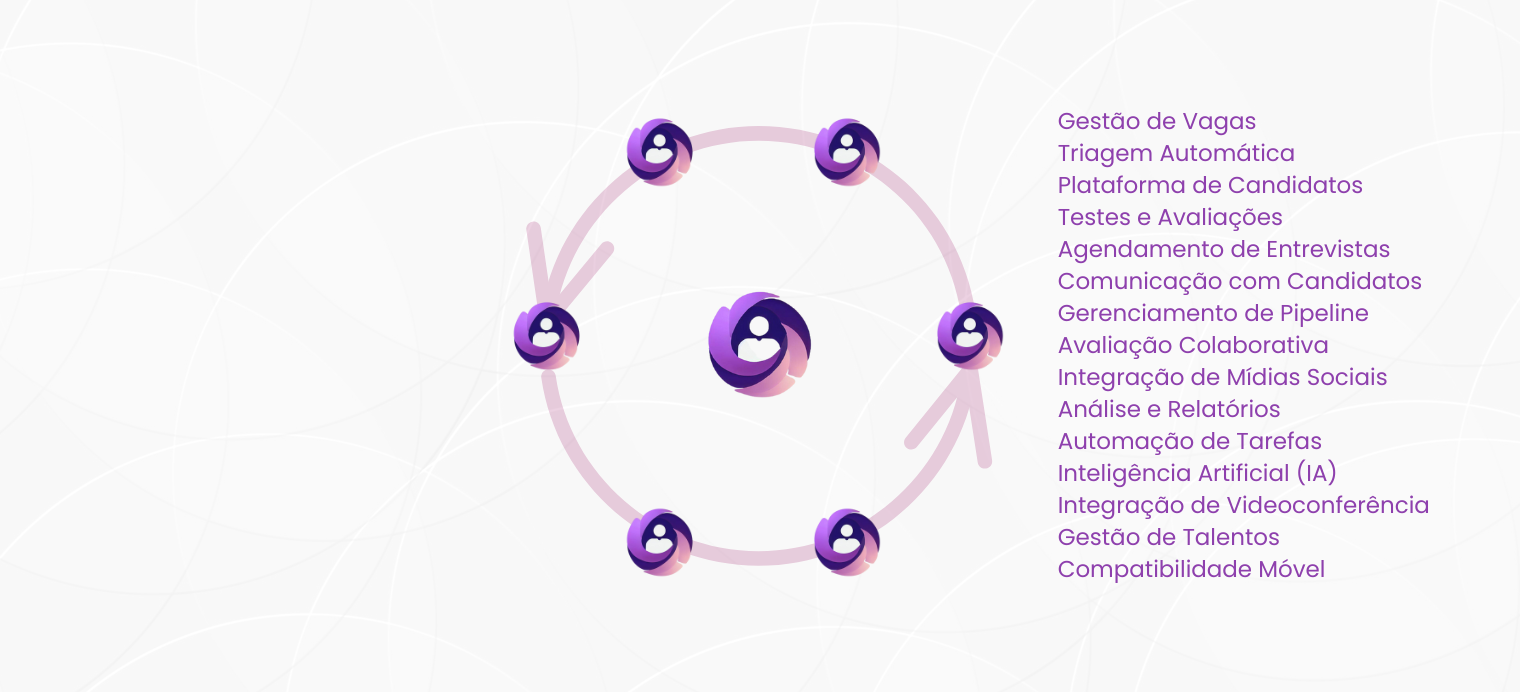 Gestão de Vagas
Triagem Automática
Plataforma de Candidatos
Testes e Avaliações
Agendamento de Entrevistas
Comunicação com Candidatos
Gerenciamento de Pipeline
Avaliação Colaborativa
Integração de Mídias Sociais
Análise e Relatórios
Automação de Tarefas
Inteligência Artificial (IA)
Integração de Videoconferência
Gestão de Talentos
Compatibilidade Móvel